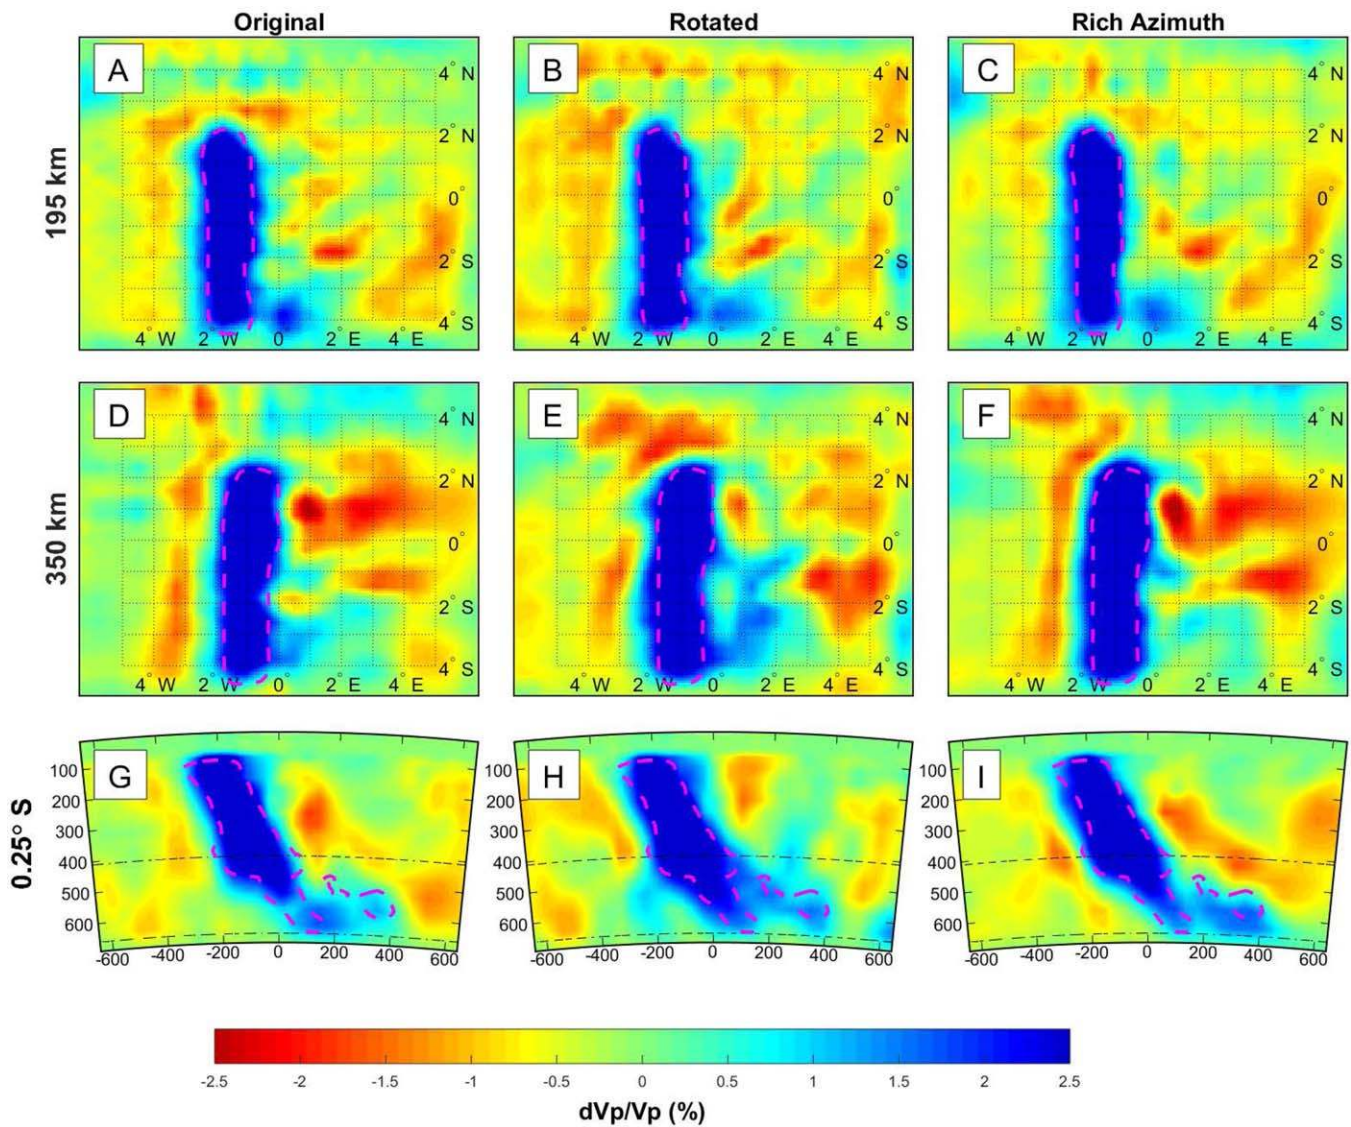 Original Rotated Rich Azimuth
A B C
4° N 4° N 4° N
2° N 2° N 2° N
195 km
0° 0° 0°
2° S 2° S 2° S
4° S 4° S 4° S
4° W 2° W 0° 2° E 4° E 4° W 2° W 0° 2° E 4° E 4° W 2° W 0° 2° E 4° E
D E F
4° N 4° N 4° N
2° N 2° N 2° N
350 km
0° 0° 0°
2° S 2° S 2° S
4° S 4° S 4° S
4° W 2° W 0° 2° E 4° E 4° W 2° W 0° 2° E 4° E 4° W 2° W 0° 2° E 4° E
G H I
100 100 100
200 200 200
300 300 300
0.25° S
400 400 400
500 500 500
600 600 600
-600 -400 -200 0 200 400 600 -600 -400 -200 0 200 400 600 -600 -400 -200 0 200 400 600
-2.5 -2 -1.5 -1 -0.5 0 0.5 1 1.5 2 2.5
dVp/Vp (%)